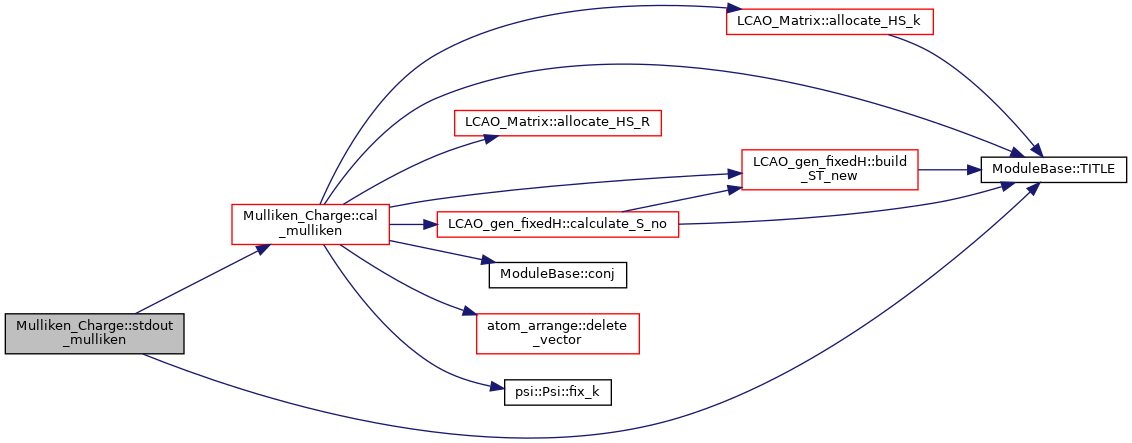 LCAO_Matrix::allocate_HS_k
LCAO_Matrix::allocate_HS_R
LCAO_gen_fixedH::build
_ST_new
ModuleBase::TITLE
Mulliken_Charge::cal
_mulliken
LCAO_gen_fixedH::calculate_S_no
ModuleBase::conj
Mulliken_Charge::stdout
_mulliken
atom_arrange::delete
_vector
psi::Psi::fix_k